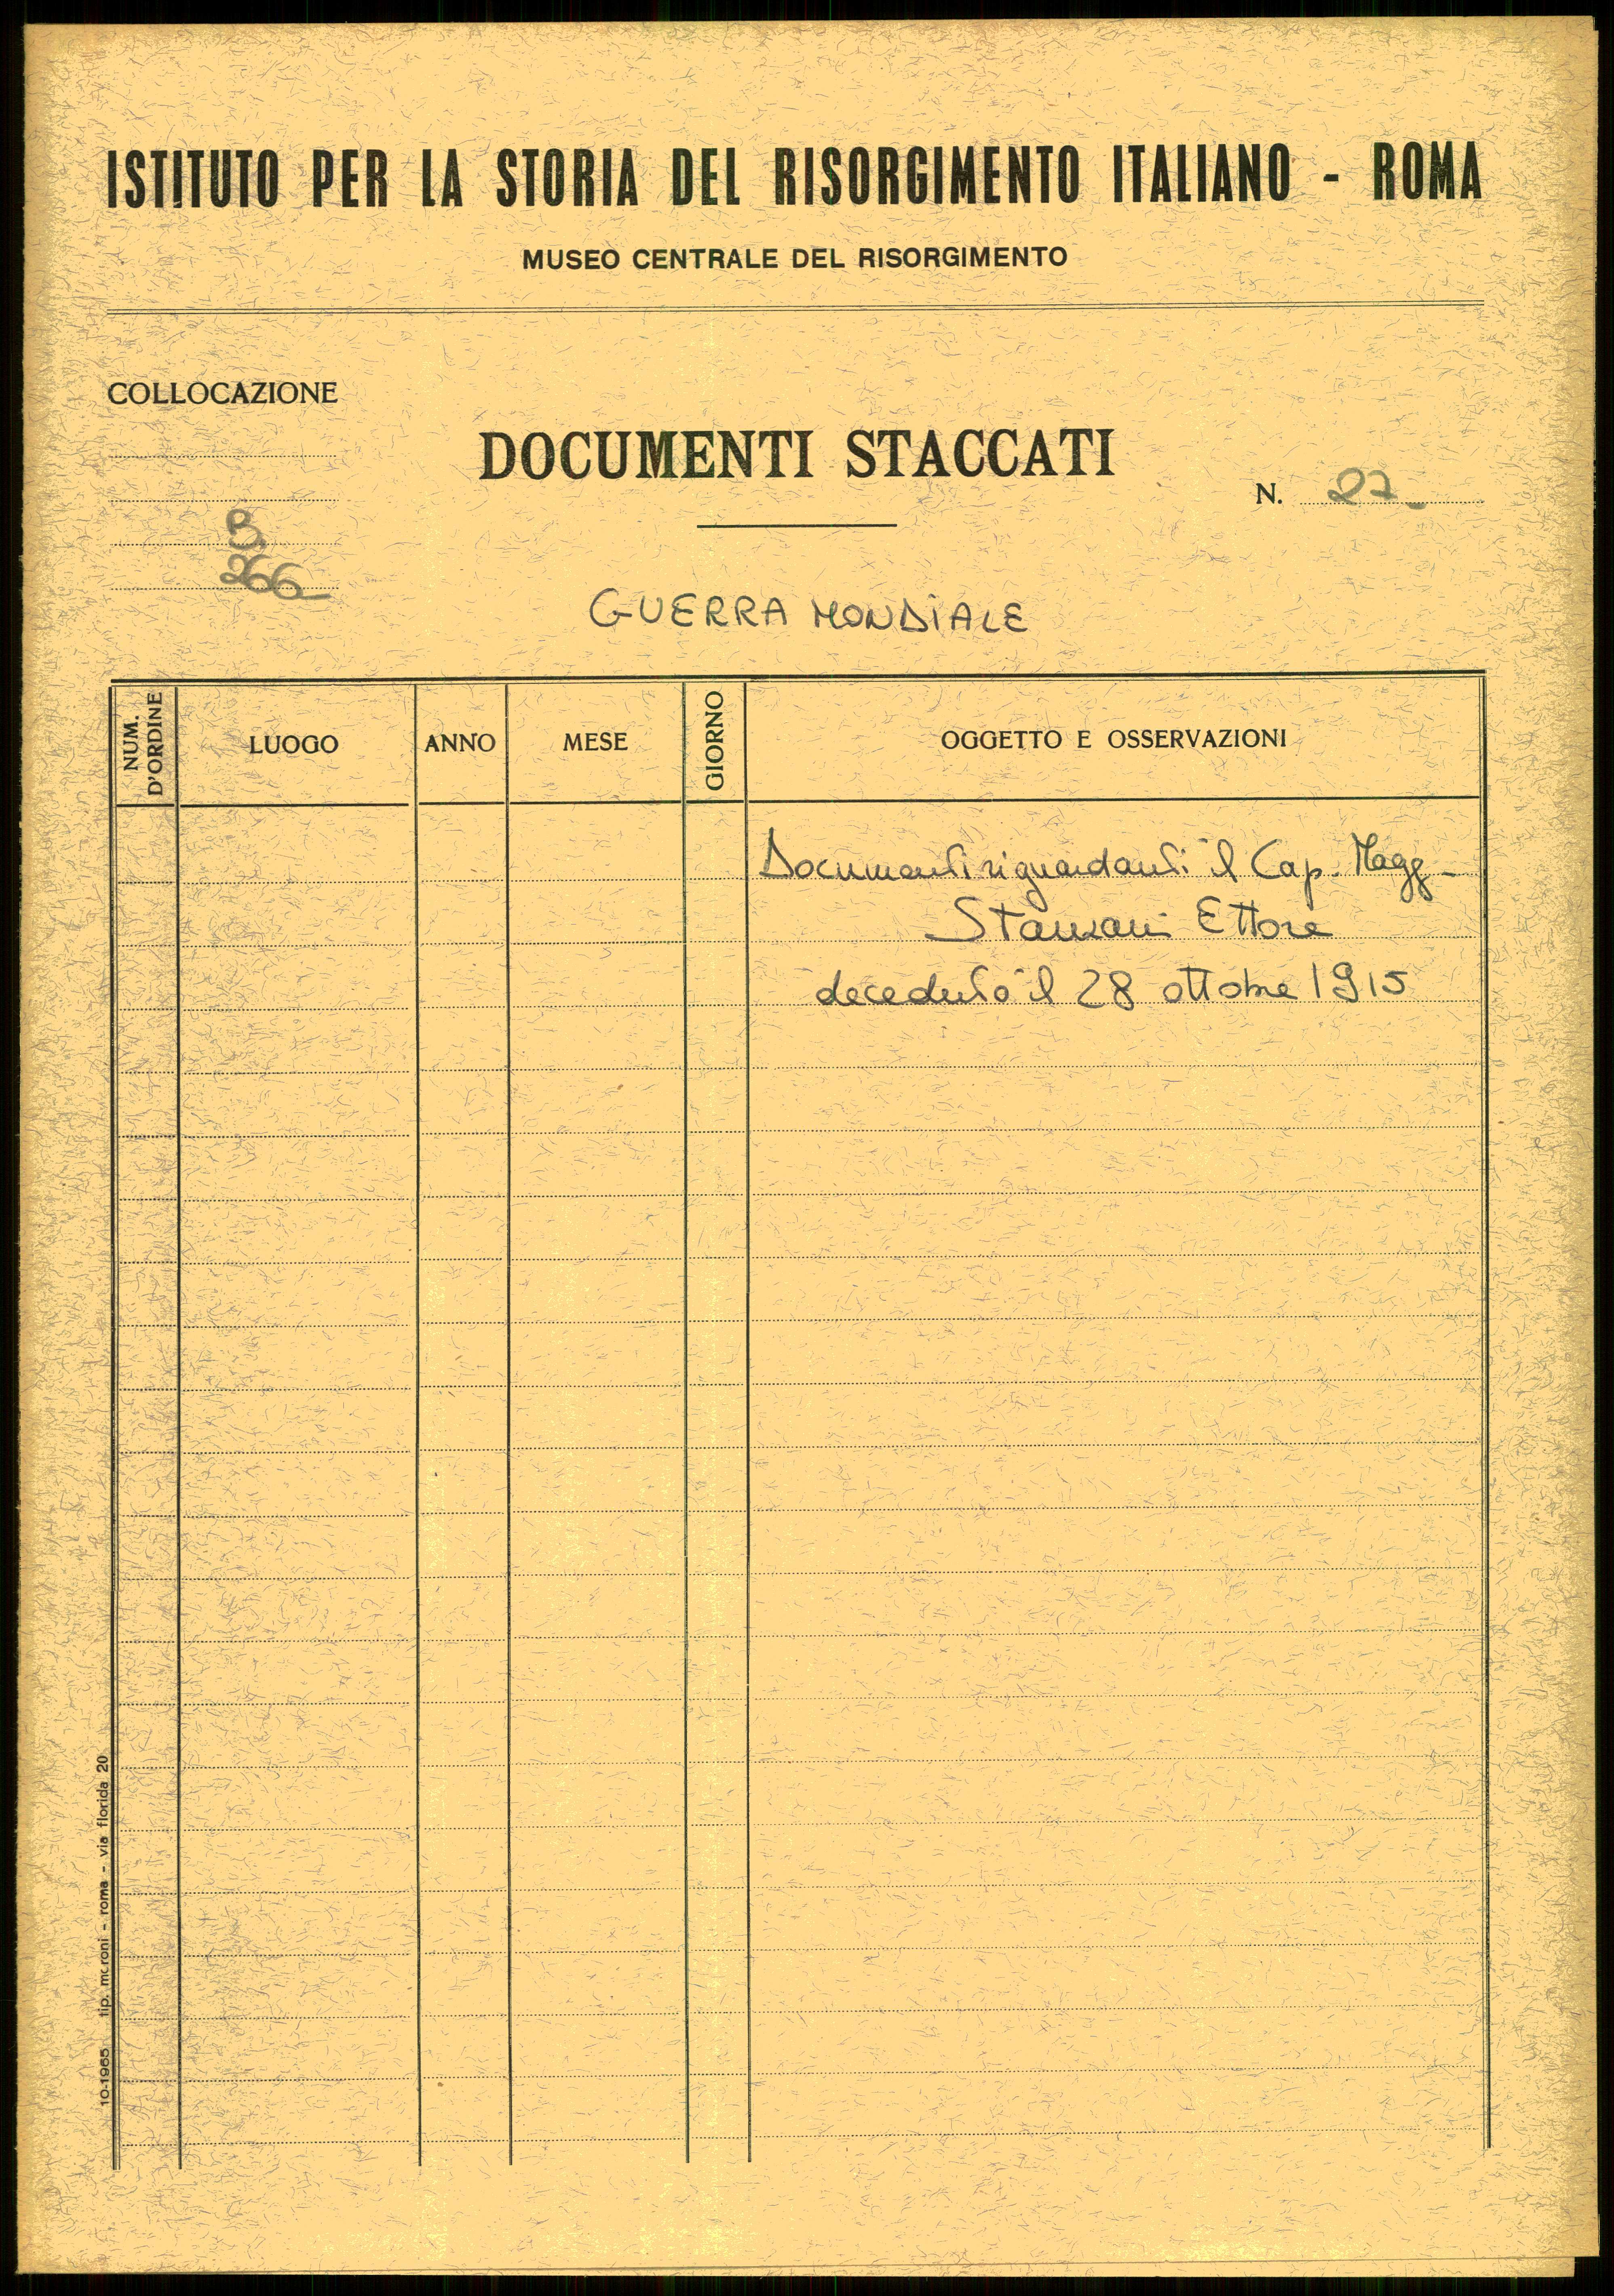 ISTITUTO PER LA STORIA DEL RISORGIMENTO ITALIANO - ROMA
MUSEO CENTRALE DEL RISORGIMENTO
COLLOCAZIONE
DOCUMENTI STACCATI
N. 27
B.
266
GUERRA MONDIALE
NUM. D'ORDINE
LUOGO
ANNO
MESE
GIORNO
OGGETTO E OSSERVAZIONI
Documenti riguardanti il Cap. Magg.
Stanzani Ettore
deceduto il 28 ottobre 1915
10-1965 tip. moroni - roma - via florida 20